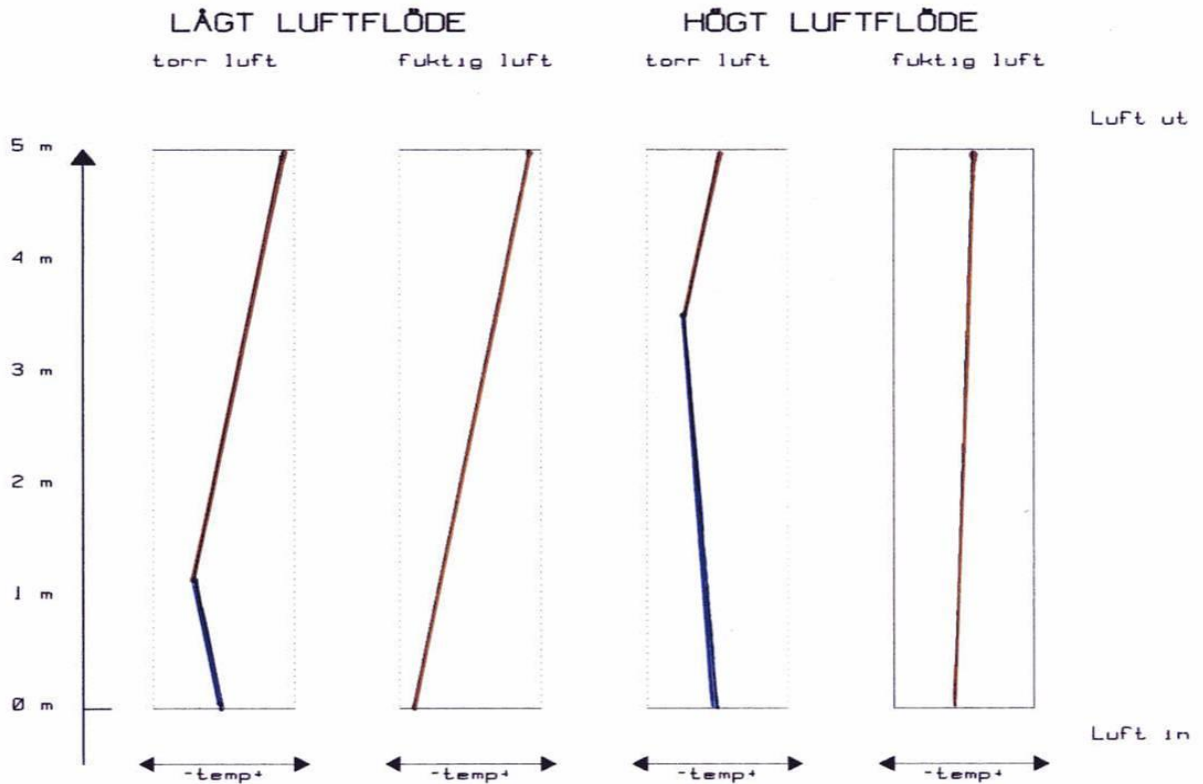 LÅGT LUFTFLÖDE HÖGT LUFTFLÖDE
torr luft fuktig luft torr luft fuktig luft
Luft ut
5 m
4 m
3 m
2 m
1 m
0 m
Luft in
-temp+ -temp+ -temp+ -temp+